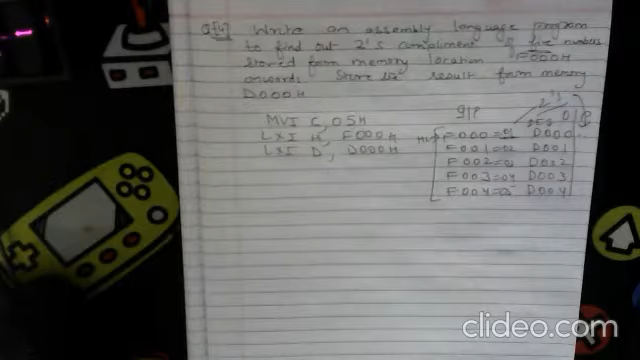 Write an assembly language program
to find out 2's compliment of five numbers
stored from memory location F000H
onwards. Store the result from memory
D000H
MVI C, 05H
LXI H, F000H
LXI D, D000H
F000=01 D000
F001=02 D001
F002=03 D002
F003=04 D003
F004=05 D004
clideo.com